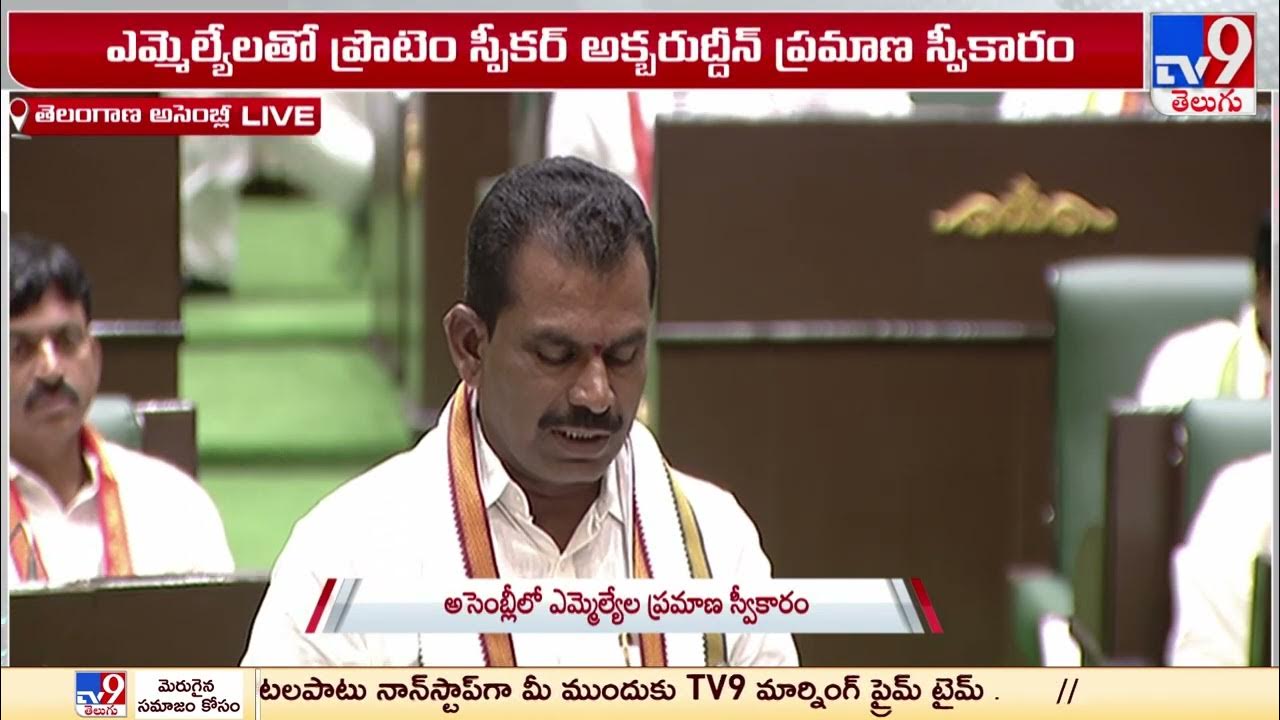 ఎమ్మెల్యేలతో ప్రొటెం స్పీకర్ అక్బరుద్దీన్ ప్రమాణ స్వీకారం
TV9
తెలుగు
తెలంగాణ అసెంబ్లీ LIVE
అసెంబ్లీలో ఎమ్మెల్యేల ప్రమాణ స్వీకారం
TV9
తెలుగు
మెరుగైన
సమాజం కోసం
టలపాటు నాన్‌స్టాప్‌గా మీ ముందుకు TV9 మార్నింగ్ ప్రైమ్ టైమ్ . //